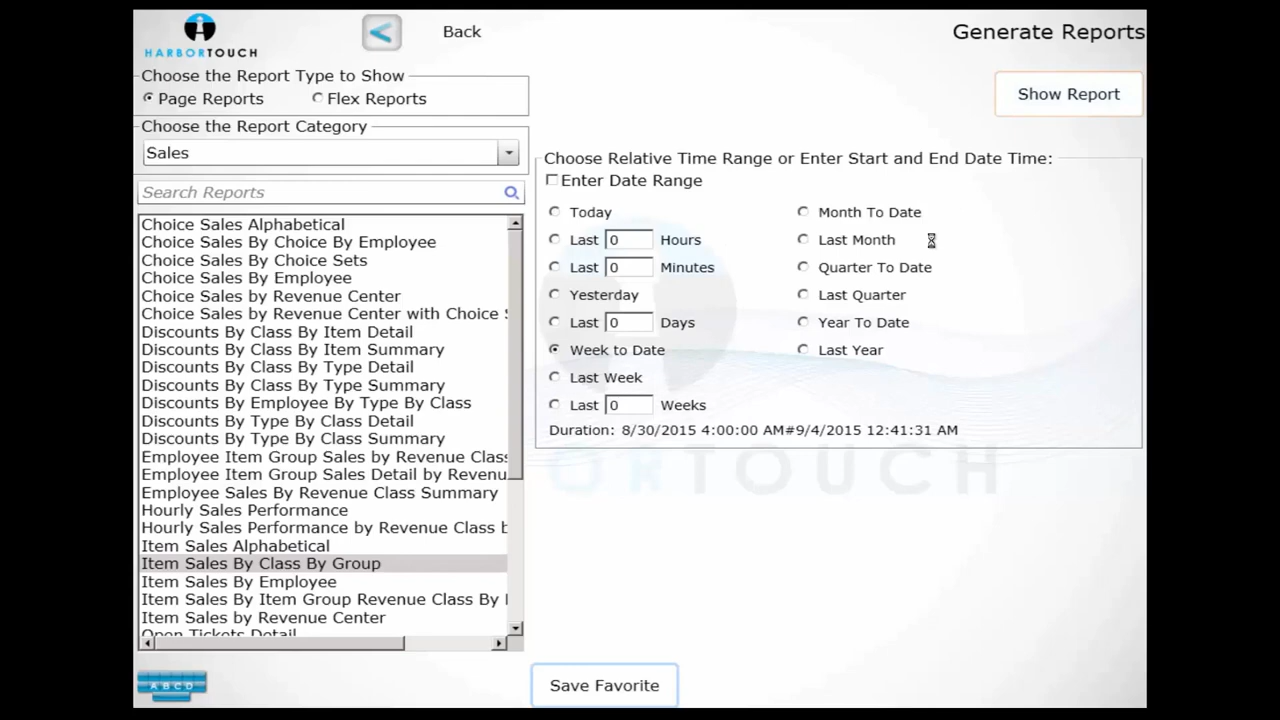 HARBORTOUCH
Back
Generate Reports
Choose the Report Type to Show
Page Reports
Flex Reports
Show Report
Choose the Report Category
Sales
Search Reports
Choice Sales Alphabetical
Choice Sales By Choice By Employee
Choice Sales By Choice Sets
Choice Sales By Employee
Choice Sales by Revenue Center
Choice Sales by Revenue Center with Choice
Discounts By Class By Item Detail
Discounts By Class By Item Summary
Discounts By Class By Type Detail
Discounts By Class By Type Summary
Discounts By Employee By Type By Class
Discounts By Type By Class Detail
Discounts By Type By Class Summary
Employee Item Group Sales by Revenue Clas
Employee Item Group Sales Detail by Revenu
Employee Sales By Revenue Class Summary
Hourly Sales Performance
Hourly Sales Performance by Revenue Class b
Item Sales Alphabetical
Item Sales By Class By Group
Item Sales By Employee
Item Sales By Item Group Revenue Class By
Item Sales by Revenue Center
Open Tickets Detail
ABCD
Choose Relative Time Range or Enter Start and End Date Time:
Enter Date Range
Today
Last 0 Hours
Last 0 Minutes
Yesterday
Last 0 Days
Week to Date
Last Week
Last 0 Weeks
Month To Date
Last Month
Quarter To Date
Last Quarter
Year To Date
Last Year
Duration: 8/30/2015 4:00:00 AM#9/4/2015 12:41:31 AM
ORTOUCH
Save Favorite